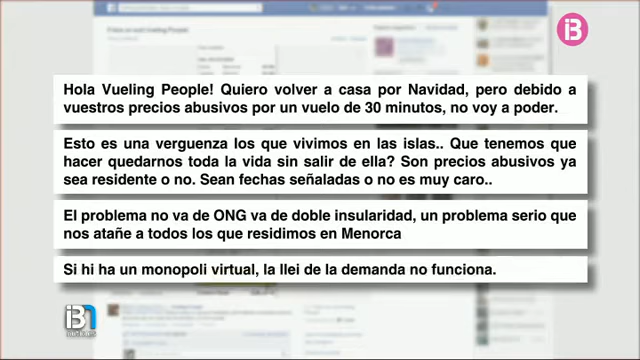 Hola Vueling People! Quiero volver a casa por Navidad, pero debido a
vuestros precios abusivos por un vuelo de 30 minutos, no voy a poder.
Esto es una verguenza los que vivimos en las islas.. Que tenemos que
hacer quedarnos toda la vida sin salir de ella? Son precios abusivos ya
sea residente o no. Sean fechas señaladas o no es muy caro..
El problema no va de ONG va de doble insularidad, un problema serio que
nos atañe a todos los que residimos en Menorca
Si hi ha un monopoli virtual, la llei de la demanda no funciona.